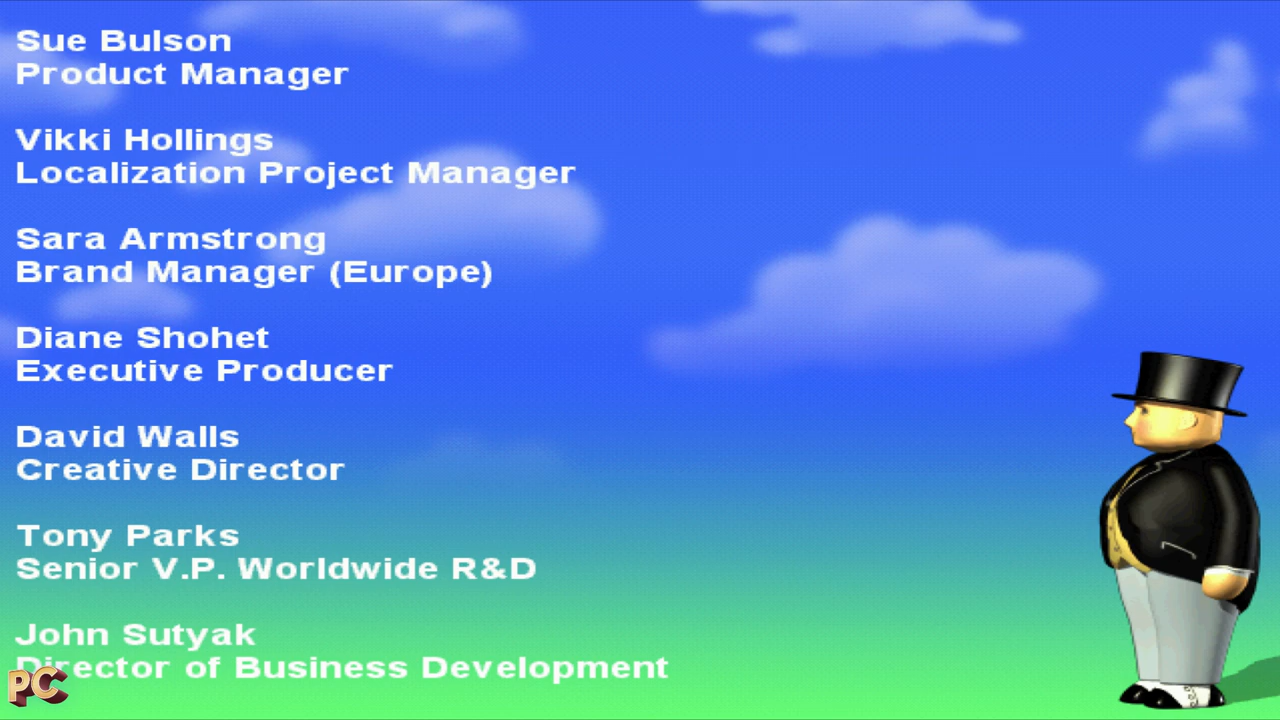 Sue Bulson
Product Manager
Vikki Hollings
Localization Project Manager
Sara Armstrong
Brand Manager (Europe)
Diane Shohet
Executive Producer
David Walls
Creative Director
Tony Parks
Senior V.P. Worldwide R&D
John Sutyak
Director of Business Development
PC